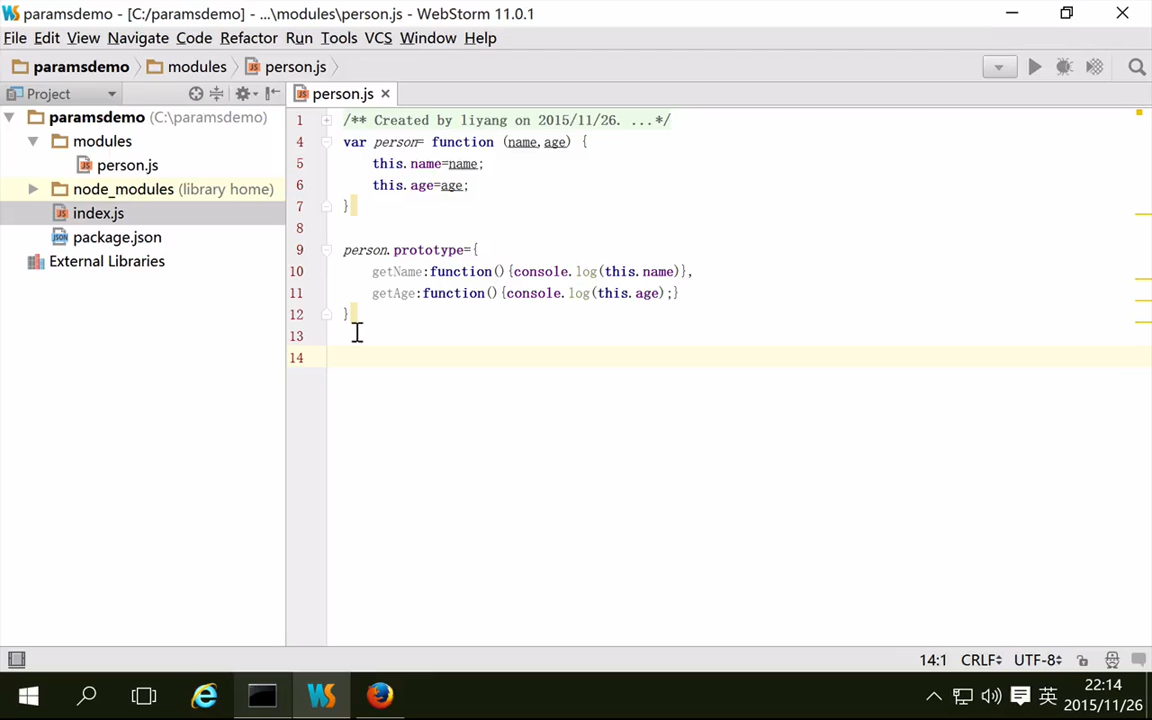 paramsdemo - [C:/paramsdemo] - ...\modules\person.js - WebStorm 11.0.1
File Edit View Navigate Code Refactor Run Tools VCS Window Help
paramsdemo modules person.js
Project
person.js
paramsdemo (C:\paramsdemo)
modules
person.js
node_modules (library home)
index.js
package.json
External Libraries
1 /** Created by liyang on 2015/11/26. ...*/
4 var person= function (name,age) {
5 this.name=name;
6 this.age=age;
7 }
8
9 person.prototype={
10 getName:function(){console.log(this.name)},
11 getAge:function(){console.log(this.age);}
12 }
13
14
14:1 CRLF UTF-8
英
22:14
2015/11/26